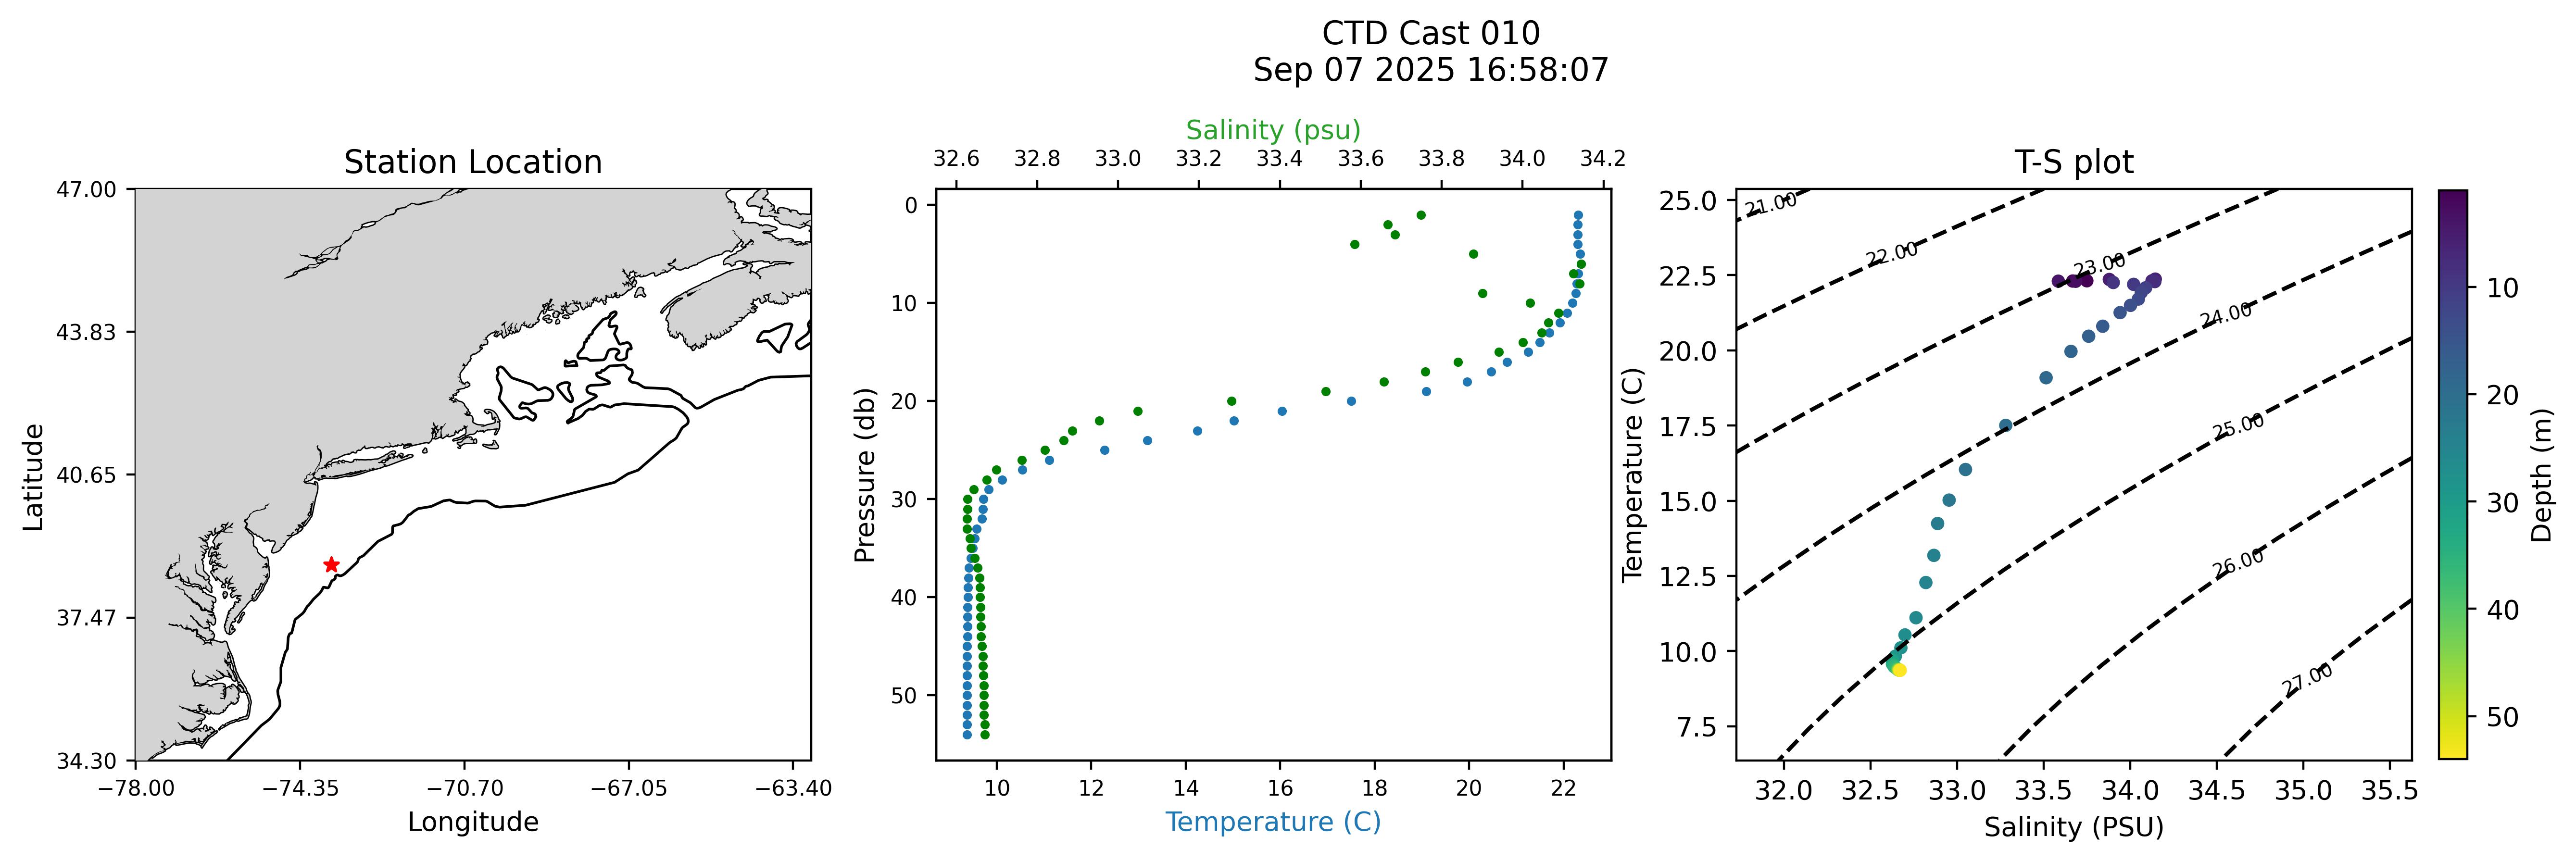 CTD Cast 010
Sep 07 2025 16:58:07
Station Location
47.00
43.83
40.65
37.47
34.30
Latitude
−78.00 −74.35 −70.70 −67.05 −63.40
Longitude
Salinity (psu)
32.6 32.8 33.0 33.2 33.4 33.6 33.8 34.0 34.2
0
10
20
30
40
50
Pressure (db)
10 12 14 16 18 20 22
Temperature (C)
T-S plot
25.0
22.5
20.0
17.5
15.0
12.5
10.0
7.5
Temperature (C)
21.00
22.00
23.00
24.00
25.00
26.00
27.00
32.0 32.5 33.0 33.5 34.0 34.5 35.0 35.5
Salinity (PSU)
10
20
30
40
50
Depth (m)